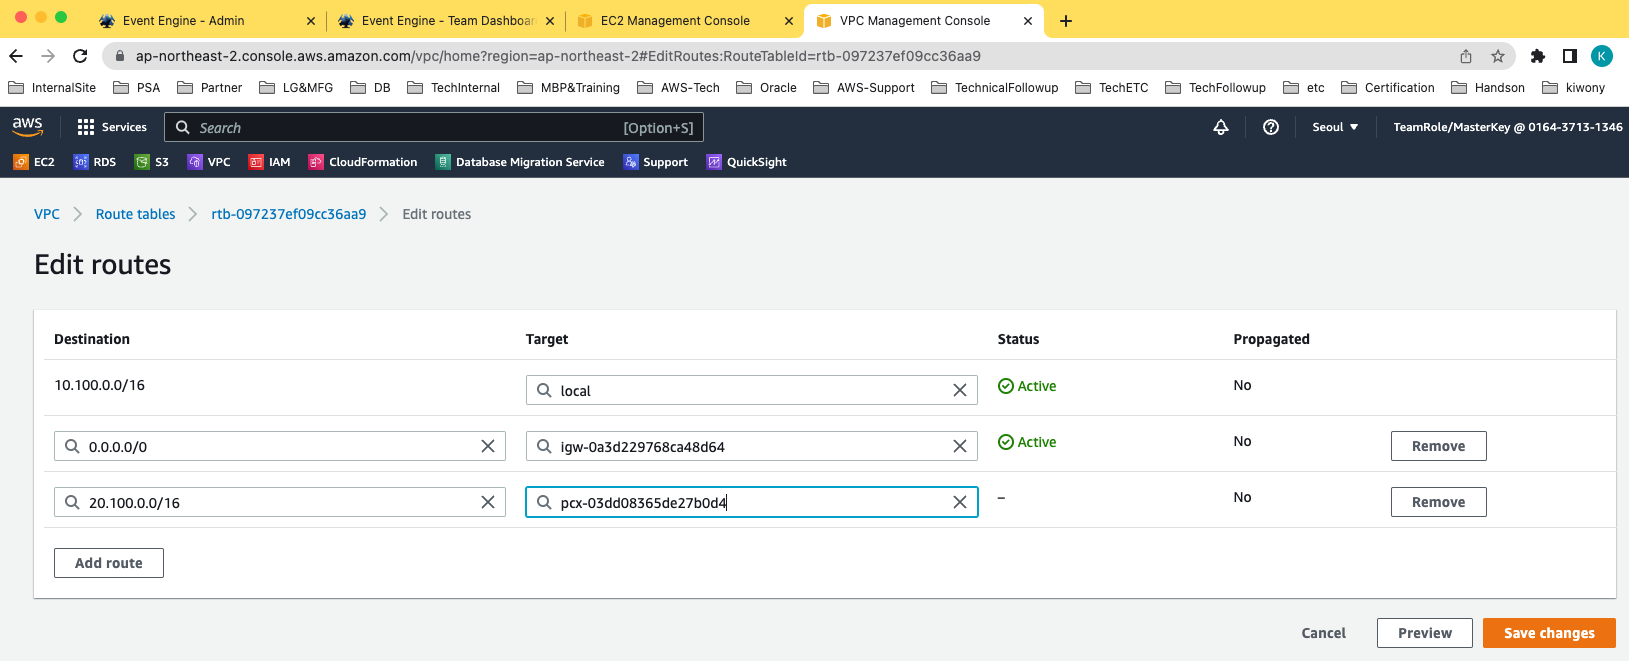 Event Engine - Admin
Event Engine - Team Dashboar
EC2 Management Console
VPC Management Console
ap-northeast-2.console.aws.amazon.com/vpc/home?region=ap-northeast-2#EditRoutes:RouteTableId=rtb-097237ef09cc36aa9
K
InternalSite PSA Partner LG&MFG DB TechInternal MBP&Training AWS-Tech Oracle AWS-Support TechnicalFollowup TechETC TechFollowup etc Certification Handson kiwony
aws Services Search [Option+S] Seoul TeamRole/MasterKey @ 0164-3713-1346
EC2 RDS S3 VPC IAM CloudFormation Database Migration Service Support QuickSight
VPC Route tables rtb-097237ef09cc36aa9 Edit routes
Edit routes
Destination Target Status Propagated
10.100.0.0/16 local Active No
0.0.0.0/0 igw-0a3d229768ca48d64 Active No Remove
20.100.0.0/16 pcx-03dd08365de27b0d4 – No Remove
Add route
Cancel Preview Save changes